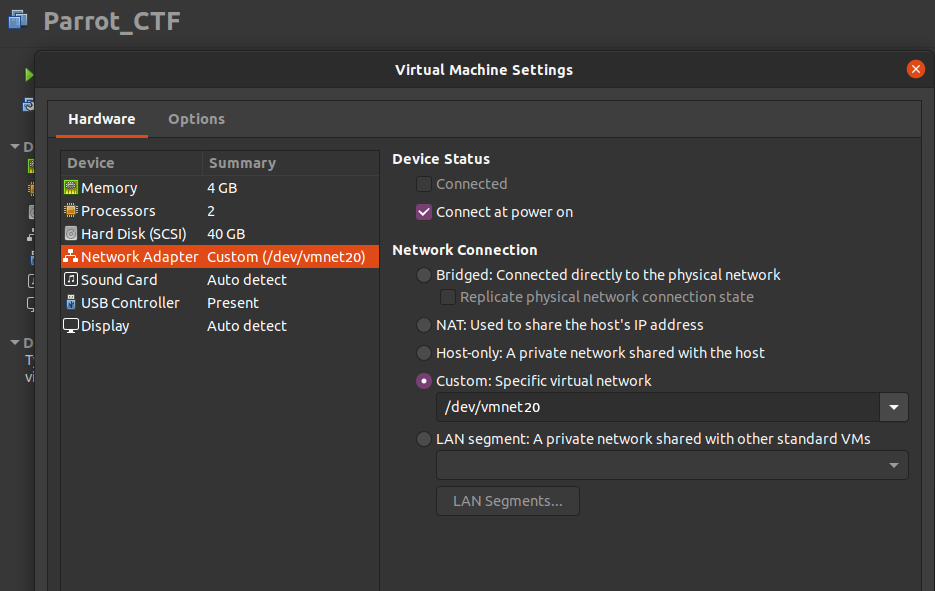 Parrot_CTF
Virtual Machine Settings
Hardware Options
Device Summary
Memory 4 GB
Processors 2
Hard Disk (SCSI) 40 GB
Network Adapter Custom (/dev/vmnet20)
Sound Card Auto detect
USB Controller Present
Display Auto detect
Device Status
Connected
Connect at power on
Network Connection
Bridged: Connected directly to the physical network
Replicate physical network connection state
NAT: Used to share the host's IP address
Host-only: A private network shared with the host
Custom: Specific virtual network
/dev/vmnet20
LAN segment: A private network shared with other standard VMs
LAN Segments...